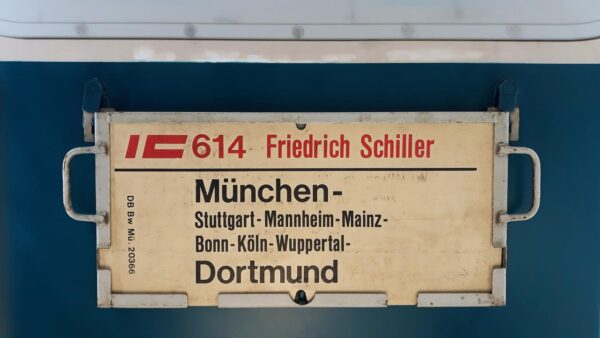 IC 614 Friedrich Schiller
München-
Stuttgart-Mannheim-Mainz-
Bonn-Köln-Wuppertal-
Dortmund
DB Bw Mü. 20366